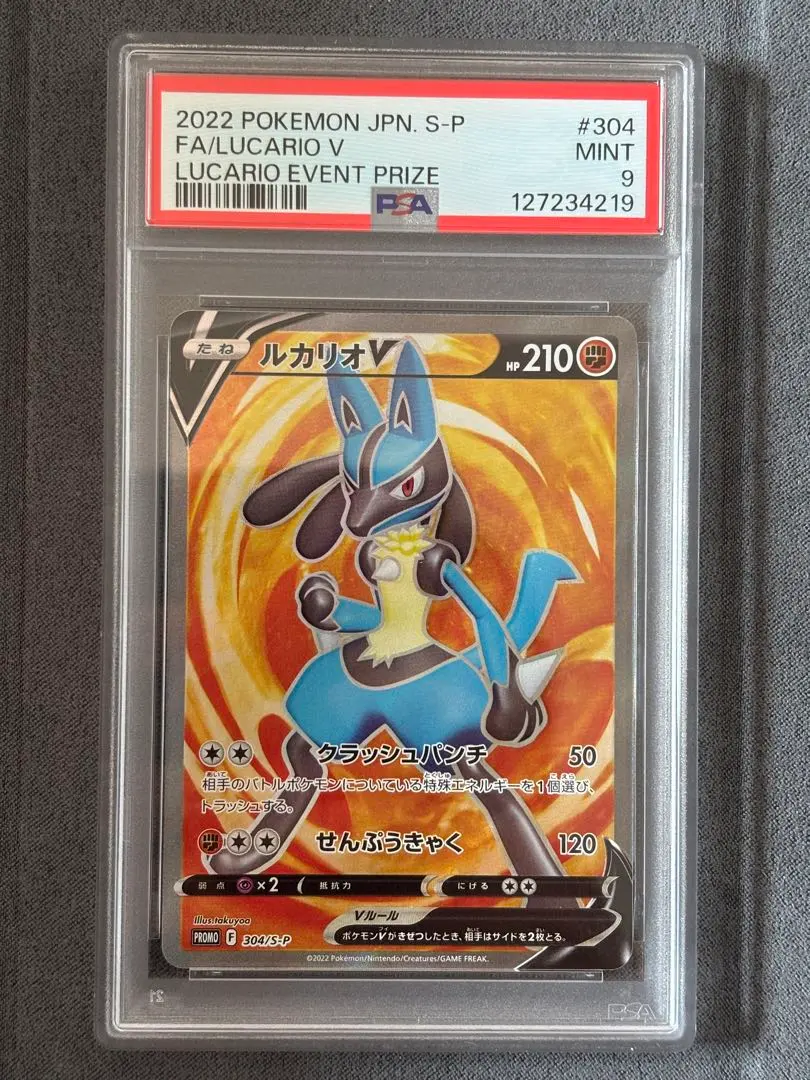 2022 POKEMON JPN. S-P #304
FA/LUCARIO V MINT
LUCARIO EVENT PRIZE 9
PSA 127234219
たね ルカリオV HP 210
クラッシュパンチ 50
相手のバトルポケモンについている特殊エネルギーを1個選び、
トラッシュする。
せんぷうきゃく 120
弱点 ×2 抵抗力 にげる
Illus.takuyoa
Vルール
ポケモンVがきぜつしたとき、相手はサイドを2枚とる。
PROMO F 304/S-P
©2022 Pokémon/Nintendo/Creatures/GAME FREAK.
PSA